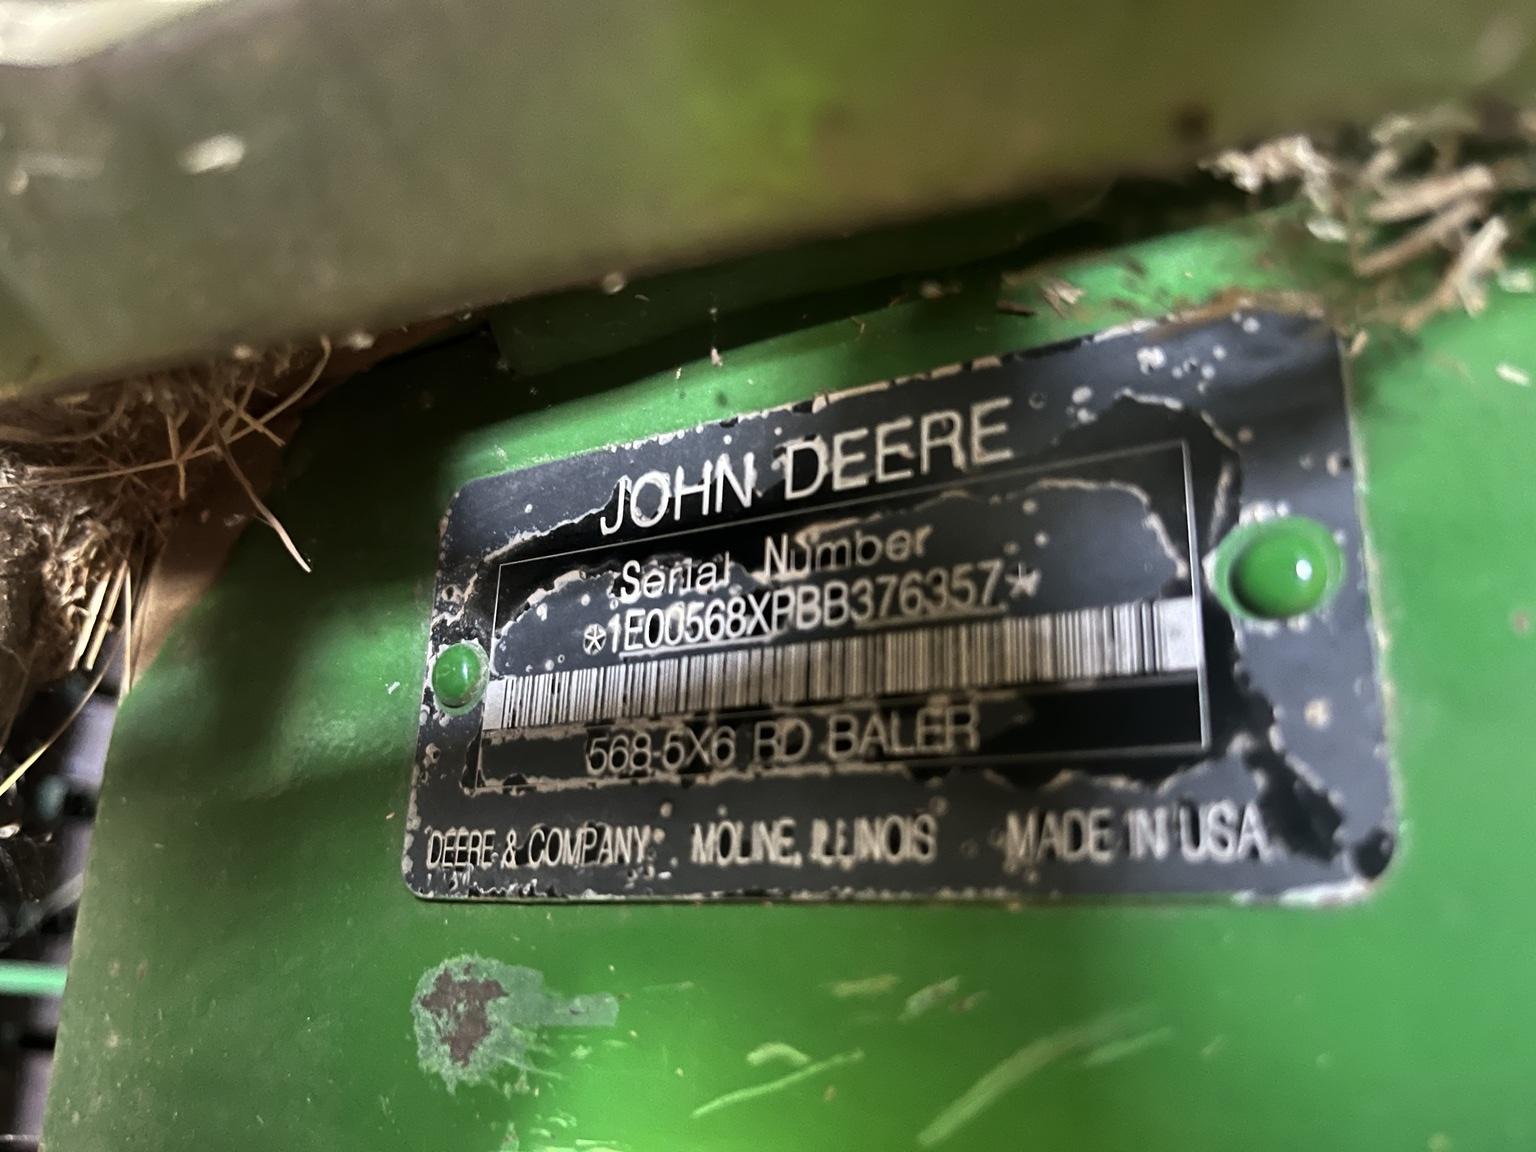 JOHN DEERE
Serial Number
*1E00568XPBB376357*
568-5X6 RD BALER
DEERE & COMPANY MOLINE, ILLINOIS MADE IN USA